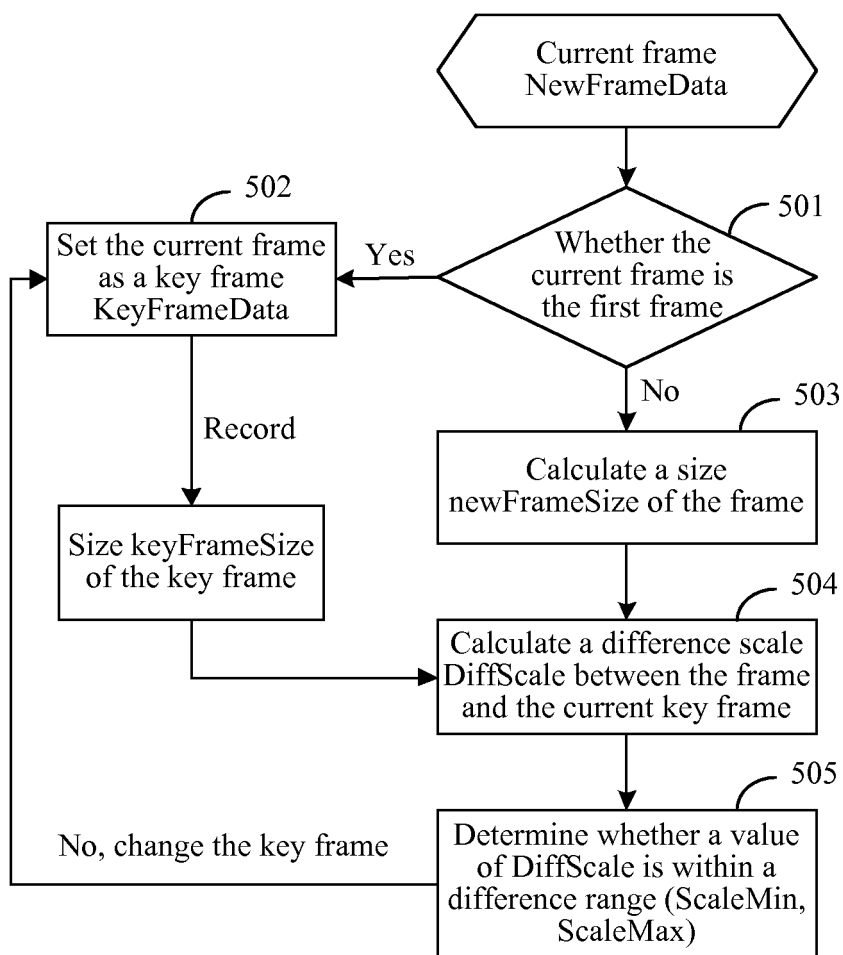 Current frame
NewFrameData
502
501
Set the current frame
as a key frame
KeyFrameData
Yes
Whether the
current frame is
the first frame
No
503
Record
Calculate a size
newFrameSize of the frame
Size keyFrameSize
of the key frame
504
Calculate a difference scale
DiffScale between the frame
and the current key frame
505
No, change the key frame
Determine whether a value
of DiffScale is within a
difference range (ScaleMin,
ScaleMax)